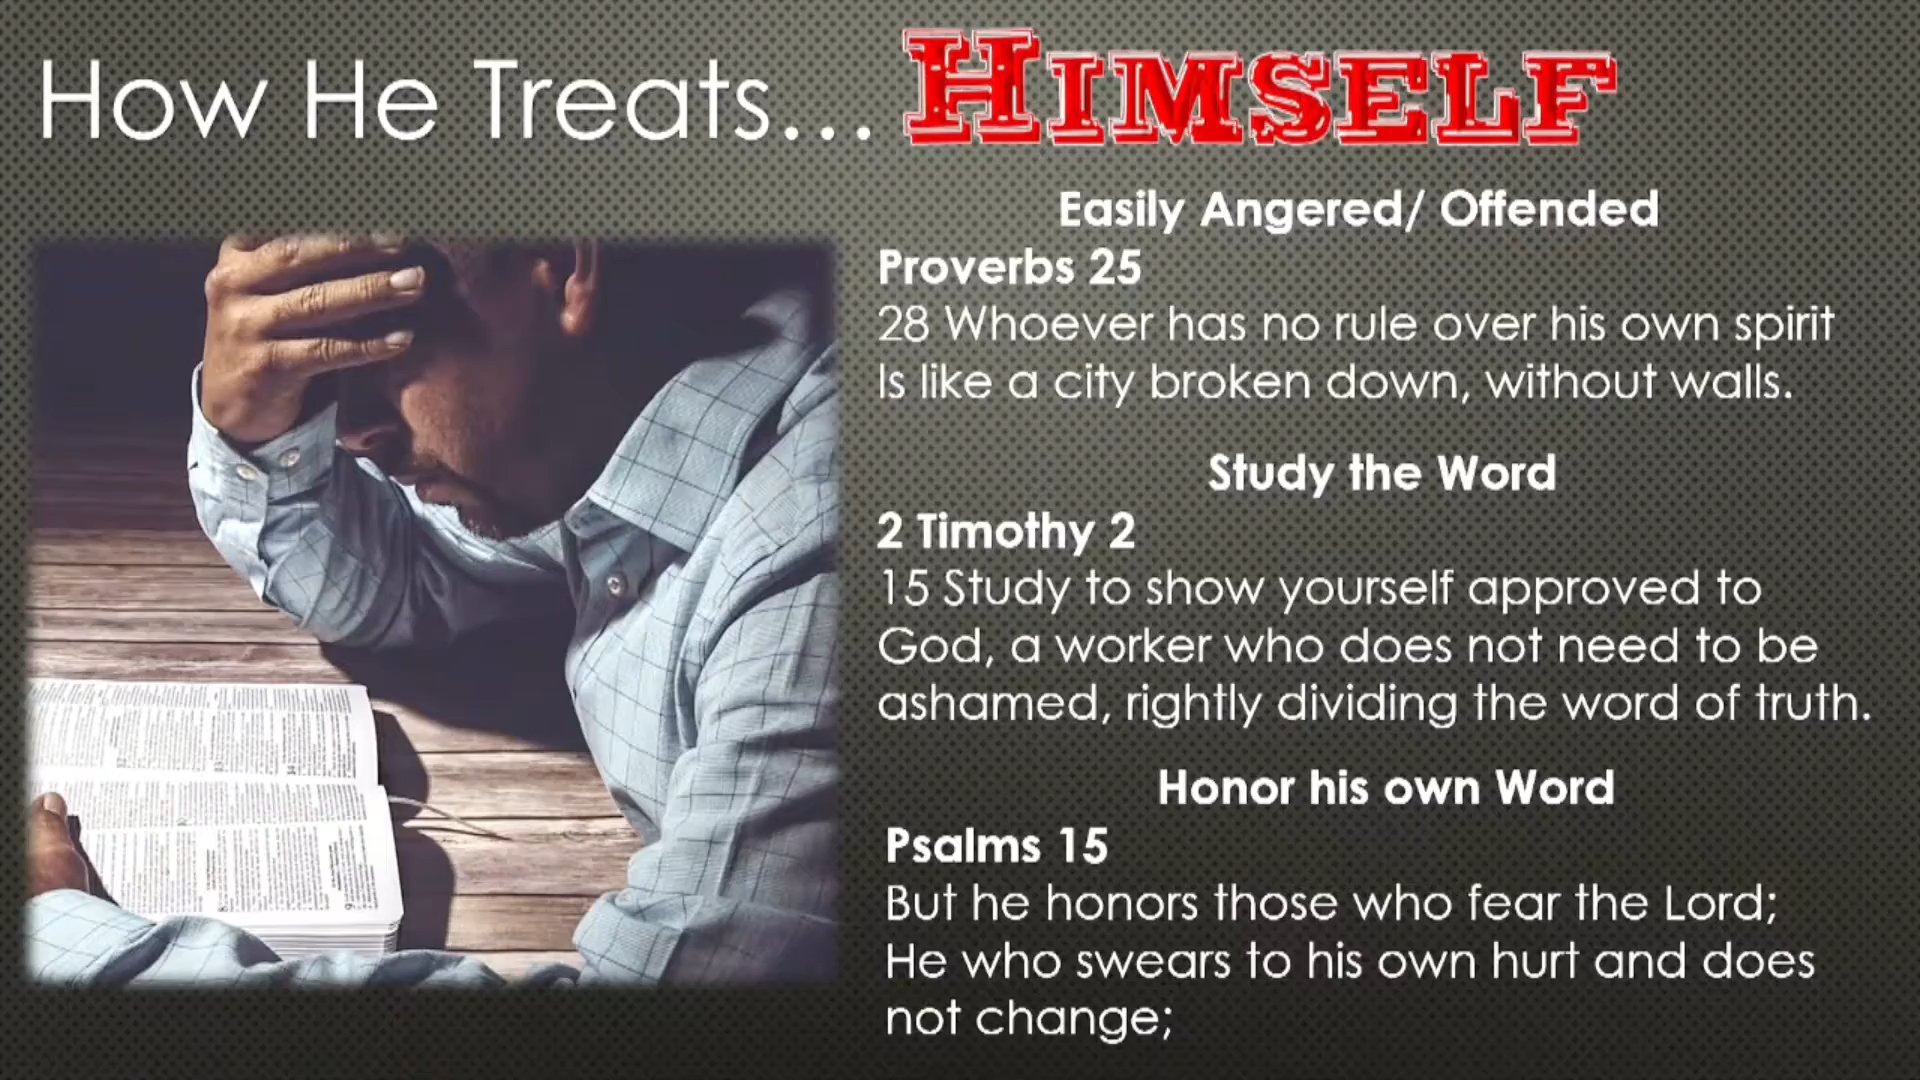 How He Treats... HIMSELF
Easily Angered/ Offended
Proverbs 25
28 Whoever has no rule over his own spirit
Is like a city broken down, without walls.
Study the Word
2 Timothy 2
15 Study to show yourself approved to
God, a worker who does not need to be
ashamed, rightly dividing the word of truth.
Honor his own Word
Psalms 15
But he honors those who fear the Lord;
He who swears to his own hurt and does
not change;